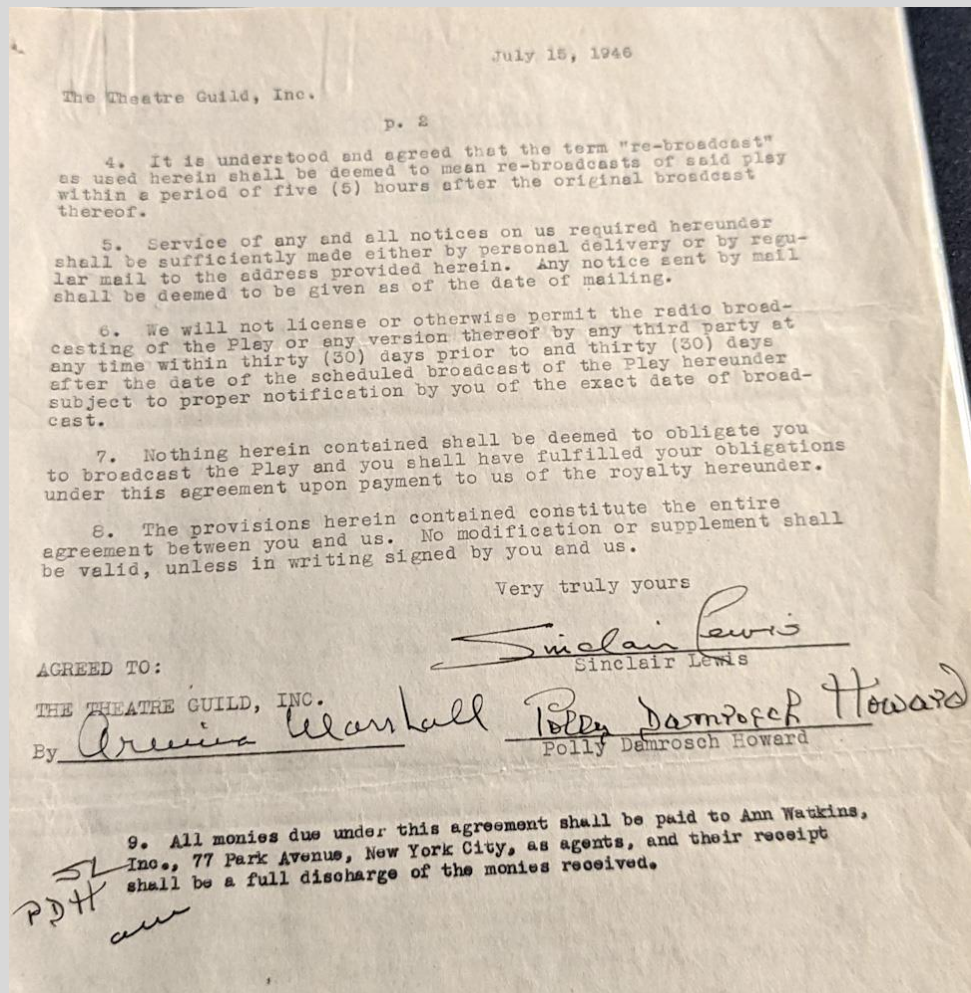 July 15, 1946
The Theatre Guild, Inc.
p. 2
4. It is understood and agreed that the term "re-broadcast"
as used herein shall be deemed to mean re-broadcasts of said play
within a period of five (5) hours after the original broadcast
thereof.
5. Service of any and all notices on us required hereunder
shall be sufficiently made either by personal delivery or by regu-
lar mail to the address provided herein. Any notice sent by mail
shall be deemed to be given as of the date of mailing.
6. We will not license or otherwise permit the radio broad-
casting of the Play or any version thereof by any third party at
any time within thirty (30) days prior to and thirty (30) days
after the date of the scheduled broadcast of the Play hereunder
subject to proper notification by you of the exact date of broad-
cast.
7. Nothing herein contained shall be deemed to obligate you
to broadcast the Play and you shall have fulfilled your obligations
under this agreement upon payment to us of the royalty hereunder.
8. The provisions herein contained constitute the entire
agreement between you and us. No modification or supplement shall
be valid, unless in writing signed by you and us.
Very truly yours
Sinclair Lewis
Sinclair Lewis
AGREED TO:
THE THEATRE GUILD, INC.
By Armina Marshall
Polly Damrosch Howard
Polly Damrosch Howard
9. All monies due under this agreement shall be paid to Ann Watkins,
Inc., 77 Park Avenue, New York City, as agents, and their receipt
shall be a full discharge of the monies received.
SL
PDH
am